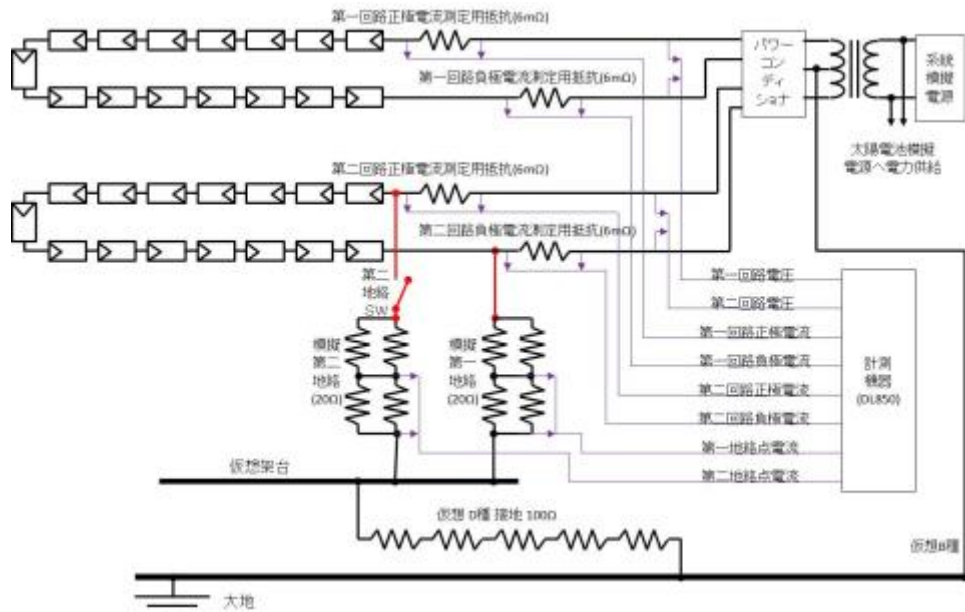 第一回路正極電流測定用抵抗(6mΩ)
パワー
コン
ディ
ショナ
系統
模擬
電源
第一回路負極電流測定用抵抗(6mΩ)
太陽電池模擬
電源へ電力供給
第二回路正極電流測定用抵抗(6mΩ)
第二回路負極電流測定用抵抗(6mΩ)
第二
地絡
SW
第一回路電圧
第二回路電圧
第一回路正極電流
第一回路負極電流
第二回路正極電流
第二回路負極電流
第一地絡点電流
第二地絡点電流
計測
機器
(DL850)
模擬
第二
地絡
(20Ω)
模擬
第一
地絡
(20Ω)
仮想架台
仮想 D種 接地 100Ω
仮想B種
大地